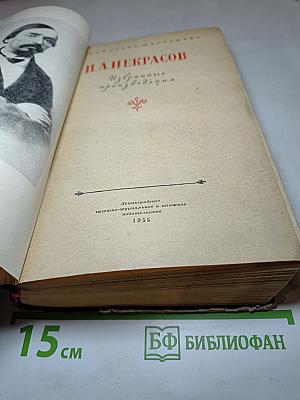 Н. А. НЕКРАСОВ
Избранные
произведения
Ленинградское
газетно-журнальное и книжное
издательство
1955
15 см
БФ БИБЛИОФАН